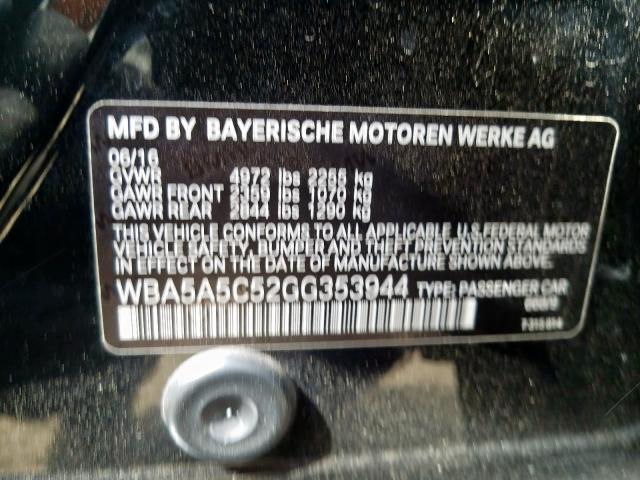 MFD BY BAYERISCHE MOTOREN WERKE AG
06/16
GVWR 4972 lbs 2255 kg
GAWR FRONT 2359 lbs 1070 kg
GAWR REAR 2844 lbs 1290 kg
THIS VEHICLE CONFORMS TO ALL APPLICABLE U.S. FEDERAL MOTOR
VEHICLE SAFETY, BUMPER AND THEFT PREVENTION STANDARDS
IN EFFECT ON THE DATE OF MANUFACTURE SHOWN ABOVE.
WBA5A5C52GG353944 TYPE: PASSENGER CAR